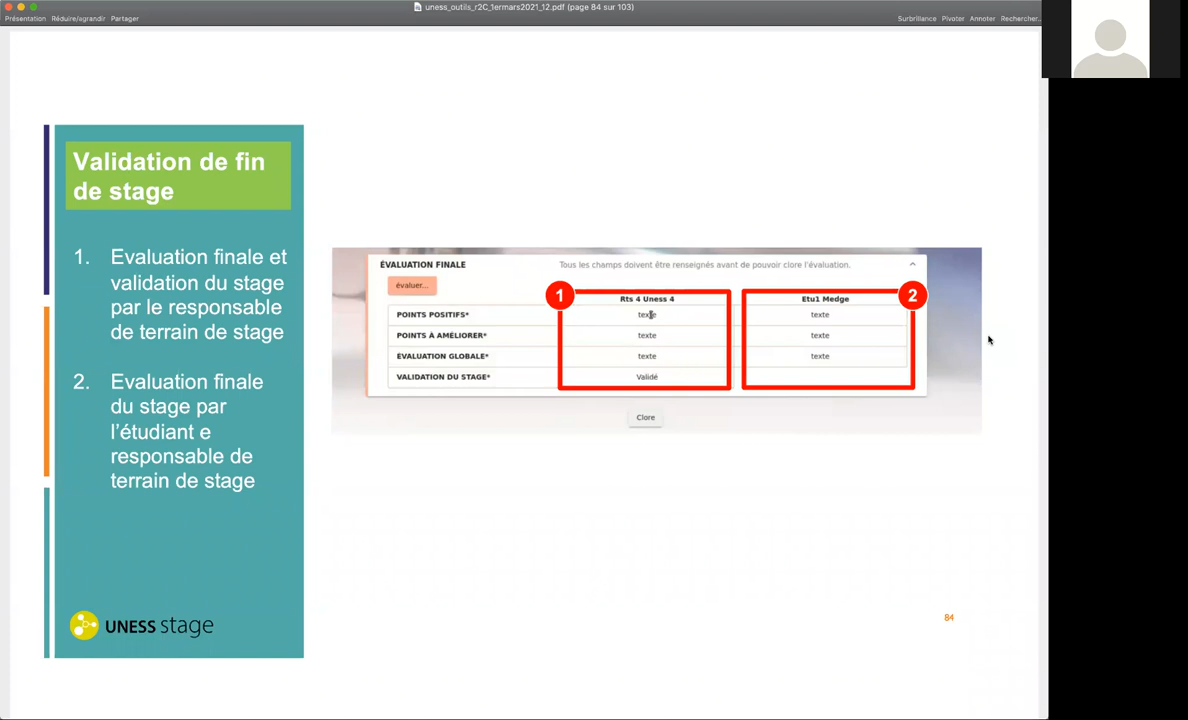 uness_outils_r2C_1ermars2021_12.pdf (page 84 sur 103)
Présentation Réduire/agrandir Partager
Surbrillance Pivoter Annoter Rechercher...
Validation de fin
de stage
1. Evaluation finale et
validation du stage
par le responsable
de terrain de stage
2. Evaluation finale
du stage par
l'étudiant e
responsable de
terrain de stage
UNESS stage
ÉVALUATION FINALE Tous les champs doivent être renseignés avant de pouvoir clore l'évaluation.
évaluer...
1 2
Rts 4 Uness 4 Etu1 Medge
POINTS POSITIFS* texte texte
POINTS À AMÉLIORER* texte texte
ÉVALUATION GLOBALE* texte texte
VALIDATION DU STAGE* Validé
Clore
84